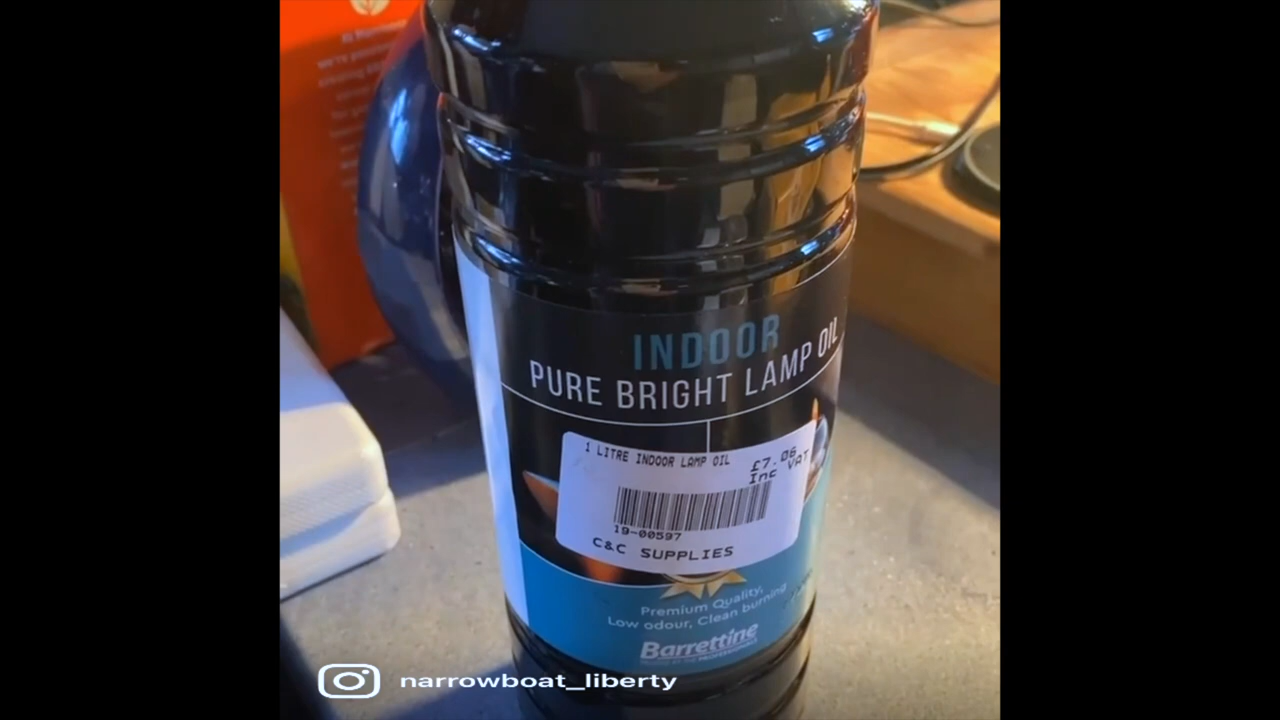 INDOOR
PURE BRIGHT LAMP OIL
1 LITRE INDOOR LAMP OIL
£7.06
Inc VAT
19-00597
C&C SUPPLIES
Premium Quality,
Low odour, Clean burning
Barrettine
narrowboat_liberty